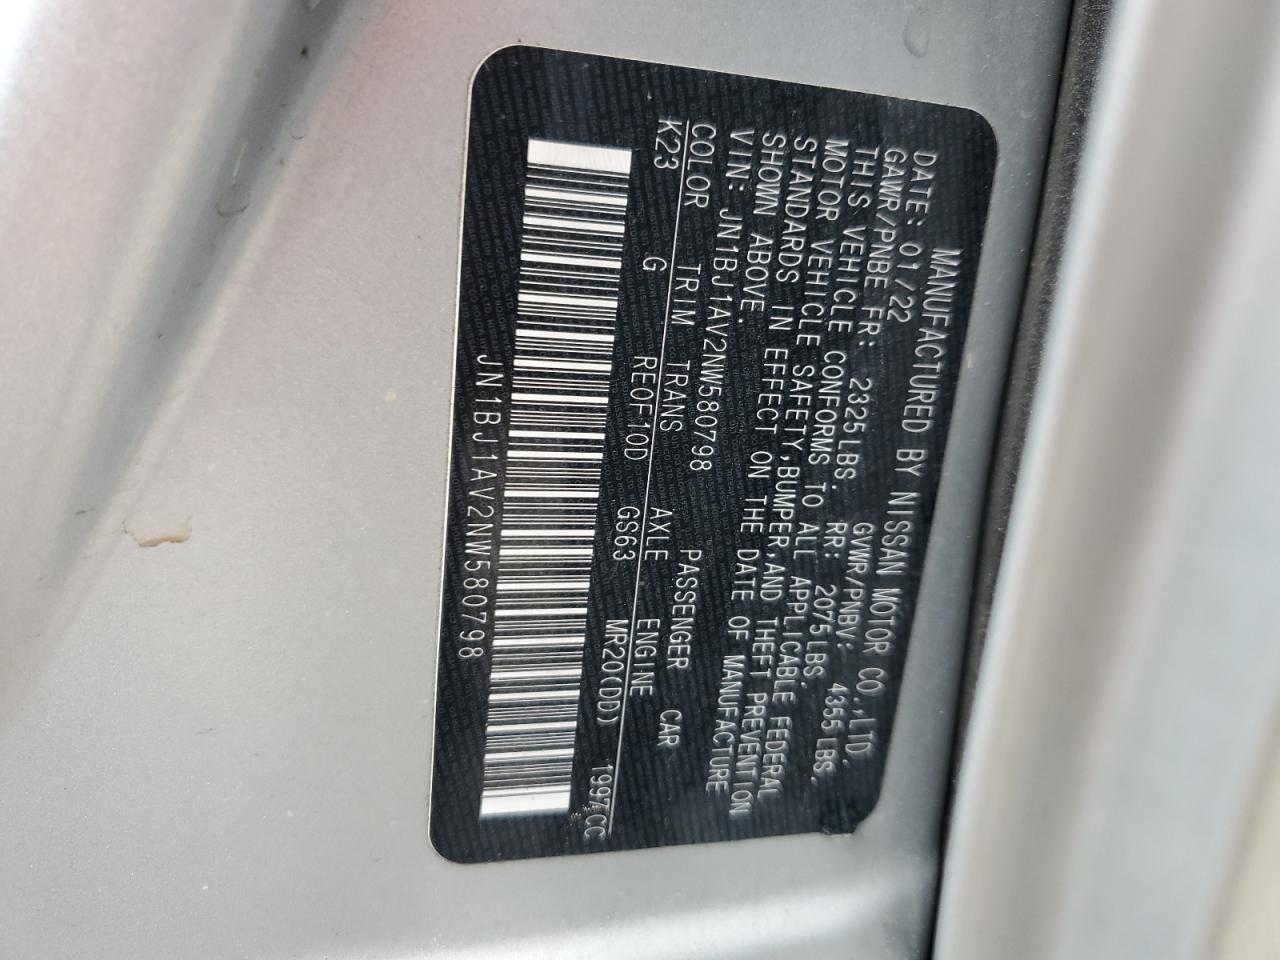 MANUFACTURED BY NISSAN MOTOR CO.,LTD.
DATE: 01/22 GVWR/PNBV: 4355LBS.
GAWR/PNBE FR: 2325LBS. RR: 2075LBS.
THIS VEHICLE CONFORMS TO ALL APPLICABLE FEDERAL
MOTOR VEHICLE SAFETY,BUMPER,AND THEFT PREVENTION
STANDARDS IN EFFECT ON THE DATE OF MANUFACTURE
SHOWN ABOVE.
VIN: JN1BJ1AV2NW580798 PASSENGER CAR
COLOR TRIM TRANS AXLE ENGINE
K23 G RE0F10D GS63 MR20(DD) 1997CC
JN1BJ1AV2NW580798